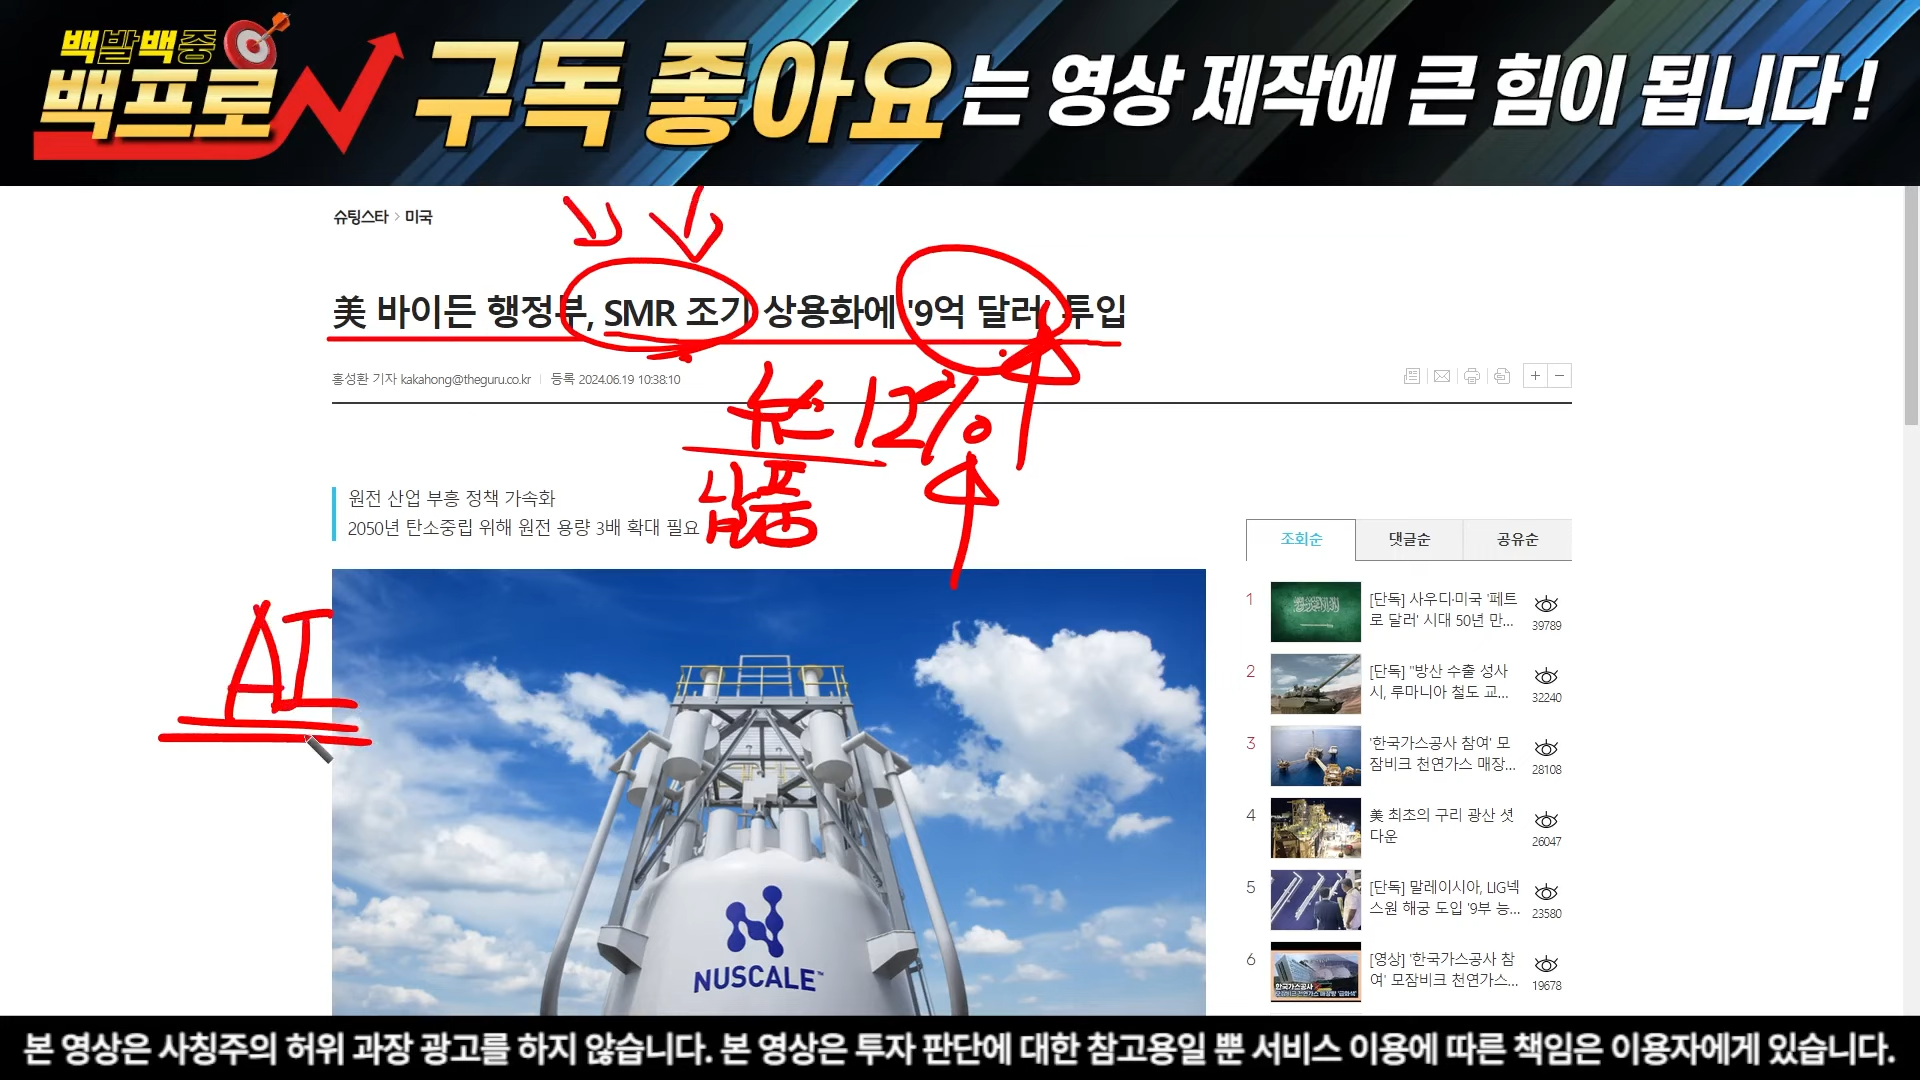 백발백중
백프로
구독 좋아요는 영상 제작에 큰 힘이 됩니다!
슈팅스타 > 미국
美 바이든 행정부, SMR 조기 상용화에 '9억 달러' 투입
홍성환 기자 kakahong@theguru.co.kr | 등록 2024.06.19 10:38:10
12%
원전 산업 부흥 정책 가속화
2050년 탄소중립 위해 원전 용량 3배 확대 필요
납품
AI
NUSCALE™
조회순 댓글순 공유순
1 [단독] 사우디·미국 '페트
로 달러' 시대 50년 만...
39789
2 [단독] "방산 수출 성사
시, 루마니아 철도 교...
32240
3 '한국가스공사 참여' 모
잠비크 천연가스 매장...
28108
4 美 최초의 구리 광산 셧
다운
26047
5 [단독] 말레이시아, LIG넥
스원 해궁 도입 '9부 능...
23580
6 [영상] '한국가스공사 참
여' 모잠비크 천연가스...
19678
한국가스공사
본 영상은 사칭주의 허위 과장 광고를 하지 않습니다. 본 영상은 투자 판단에 대한 참고용일 뿐 서비스 이용에 따른 책임은 이용자에게 있습니다.